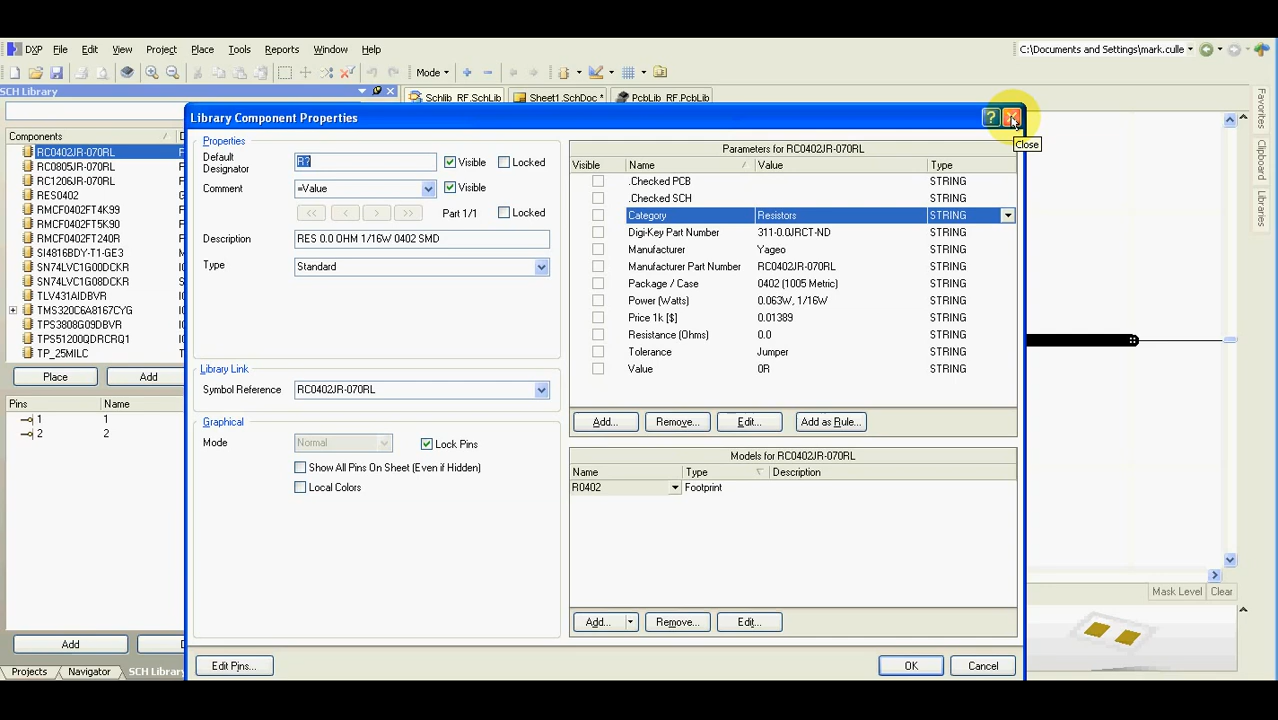 DXP File Edit View Project Place Tools Reports Window Help C:\Documents and Settings\mark.culle
Mode
SCH Library
Schlib_RF.SchLib Sheet1.SchDoc * PcbLib_RF.PcbLib
Library Component Properties
Close
Favorites
Clipboard
Libraries
Components
RC0402JR-070RL
RC0805JR-070RL
RC1206JR-070RL
RES0402
RMCF0402FT4K99
RMCF0402FT5K90
RMCF0402FT240R
SI4816BDY-T1-GE3
SN74LVC1G00DCKR
SN74LVC1G18DCKR
TLV431AIDBVR
TMS320C6A8167CYG
TPS3808G09DBVR
TPS51200QDRCRQ1
TP_25MILC
Place Add
Pins Name
1 1
2 2
Add
Projects Navigator SCH Library
Properties
Default Designator R? Visible Locked
Comment =Value Visible
<< < > >> Part 1/1 Locked
Description RES 0.0 OHM 1/16W 0402 SMD
Type Standard
Library Link
Symbol Reference RC0402JR-070RL
Graphical
Mode Normal Lock Pins
Show All Pins On Sheet (Even if Hidden)
Local Colors
Edit Pins...
Parameters for RC0402JR-070RL
Visible Name Value Type
.Checked PCB STRING
.Checked SCH STRING
Category Resistors STRING
Digi-Key Part Number 311-0.0JRCT-ND STRING
Manufacturer Yageo STRING
Manufacturer Part Number RC0402JR-070RL STRING
Package / Case 0402 (1005 Metric) STRING
Power (Watts) 0.063W, 1/16W STRING
Price 1k [$] 0.01389 STRING
Resistance (Ohms) 0.0 STRING
Tolerance Jumper STRING
Value 0R STRING
Add... Remove... Edit... Add as Rule...
Models for RC0402JR-070RL
Name Type Description
R0402 Footprint
Add... Remove... Edit...
OK Cancel
Mask Level Clear